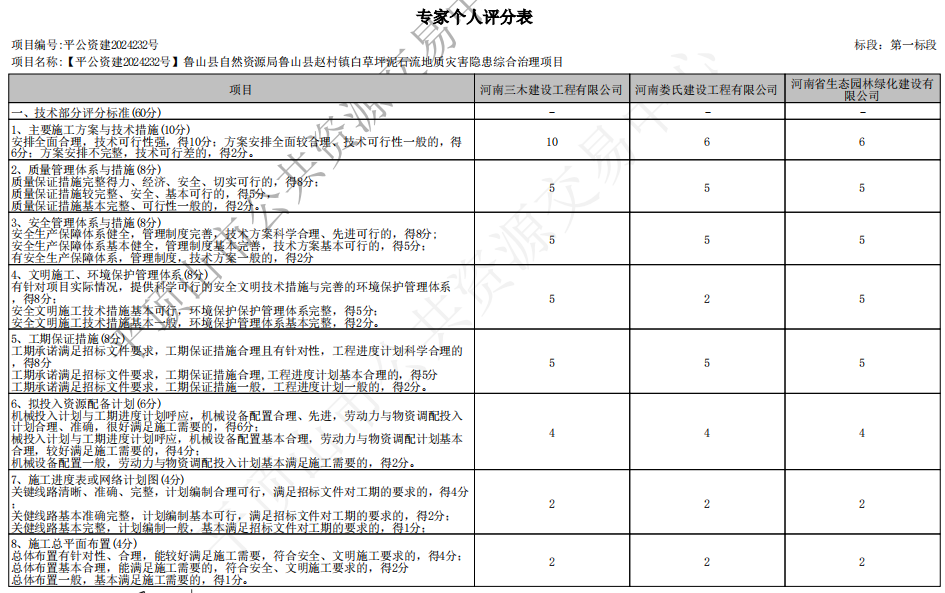 专家个人评分表
项目编号:平公资建2024232号
标段：第一标段
项目名称:【平公资建2024232号】鲁山县自然资源局鲁山县赵村镇白草坪泥石流地质灾害隐患综合治理项目
项目
河南三木建设工程有限公司
河南娄氏建设工程有限公司
河南省生态园林绿化建设有
限公司
一、技术部分评分标准(60分)
－ － －
1、主要施工方案与技术措施(10分)
安排全面合理，技术可行性强，得10分；方案安排全面较合理、技术可行性一般的，得
6分；方案安排不完整，技术可行差的，得2分。
10 6 6
2、质量管理体系与措施(8分)
质量保证措施完整得力、经济、安全、切实可行的，得8分；
质量保证措施较完整、安全、基本可行的，得5分，
质量保证措施基本完整、可行性一般的，得2分。
5 5 5
3、安全管理体系与措施(8分)
安全生产保障体系健全，管理制度完善，技术方案科学合理、先进可行的，得8分;
安全生产保障体系基本健全，管理制度基本完善，技术方案基本可行的，得5分；
有安全生产保障体系，管理制度，技术方案一般的，得2分
5 5 5
4、文明施工、环境保护管理体系(8分)
有针对项目实际情况，提供科学可行的安全文明技术措施与完善的环境保护管理体系
，得8分；
安全文明施工技术措施基本可行，环境保护保护管理体系完整，得5分；
安全文明施工技术措施基本一般，环境保护管理体系基本完整，得2分。
5 2 5
5、工期保证措施(8分)
工期承诺满足招标文件要求，工期保证措施合理且有针对性，工程进度计划科学合理的
，得8分
工期承诺满足招标文件要求，工期保证措施合理,工程进度计划基本合理的，得5分
工期承诺满足招标文件要求，工期保证措施一般，工程进度计划一般的，得2分。
5 5 5
6、拟投入资源配备计划(6分)
机械投入计划与工期进度计划呼应，机械设备配置合理、先进，劳动力与物资调配投入
计划合理、准确，很好满足施工需要的，得6分；
械投入计划与工期进度计划呼应，机械设备配置基本合理，劳动力与物资调配计划基本
合理，较好满足施工需要的，得4分；
机械设备配置一般，劳动力与物资调配投入计划基本满足施工需要的，得2分。
4 4 4
7、施工进度表或网络计划图(4分)
关键线路清晰、准确、完整，计划编制合理可行，满足招标文件对工期的要求的，得4分
；
关健线路基本准确完整，计划编制基本可行，满足招标文件对工期的要求的，得2分；
关健线路基本完整，计划编制一般，基本满足招标文件对工期的要求的，得1分；
2 2 2
8、施工总平面布置(4分)
总体布置有针对性、合理，能较好满足施工需要，符合安全、文明施工要求的，得4分；
总体布置基本合理，能满足施工需要的，符合安全、文明施工要求的，得2分
总体布置一般，基本满足施工需要的，得1分。
2 2 2
平顶山市公共资源交易中心
平顶山市公共资源交易中心